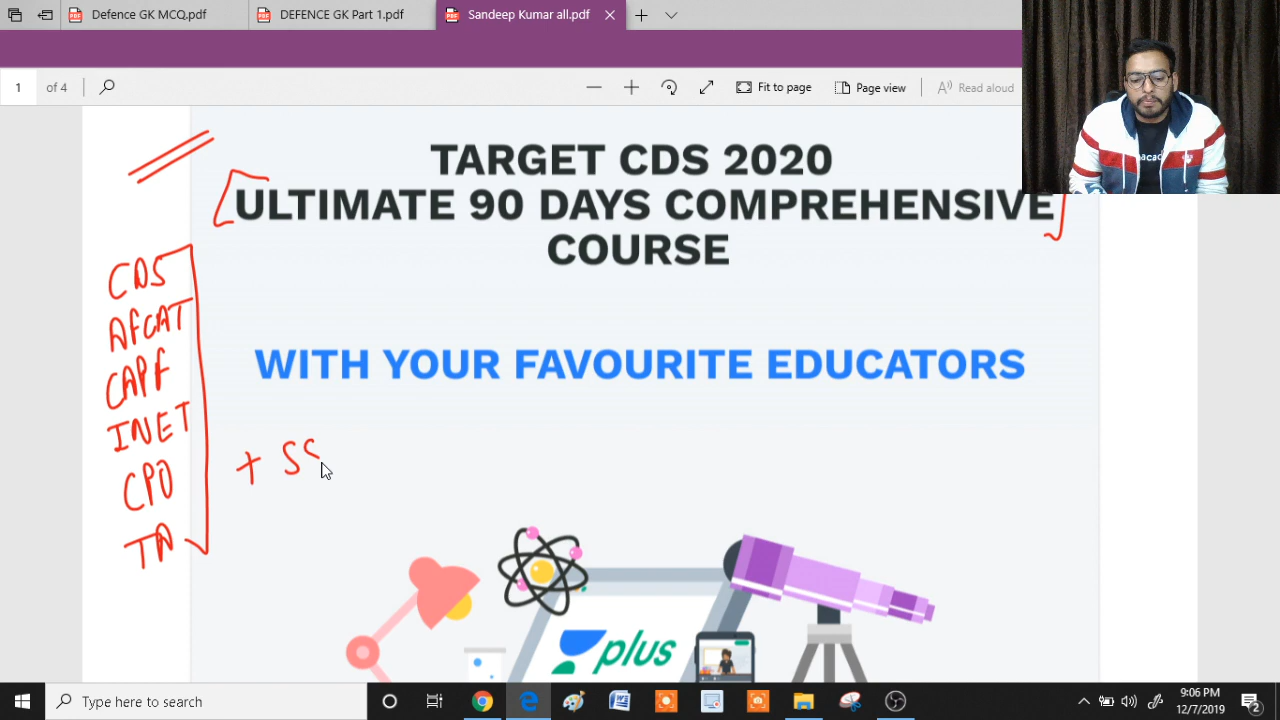 Defence GK MCQ.pdf
DEFENCE GK Part 1.pdf
Sandeep Kumar all.pdf
1 of 4
Fit to page
Page view
Read aloud
acad
TARGET CDS 2020
ULTIMATE 90 DAYS COMPREHENSIVE
COURSE
WITH YOUR FAVOURITE EDUCATORS
CDS
AFCAT
CAPF
INET
CPO
TA
+ SS
plus
Type here to search
9:06 PM
12/7/2019
2